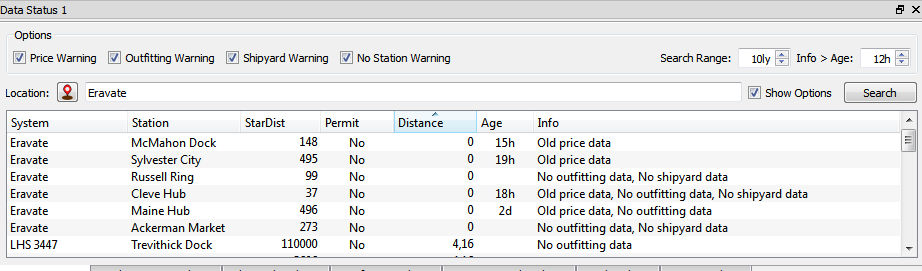 Data Status 1
Options
Price Warning Outfitting Warning Shipyard Warning No Station Warning Search Range: 10ly Info > Age: 12h
Location: Eravate Show Options Search
System Station StarDist Permit Distance Age Info
Eravate McMahon Dock 148 No 0 15h Old price data
Eravate Sylvester City 495 No 0 19h Old price data
Eravate Russell Ring 99 No 0 No outfitting data, No shipyard data
Eravate Cleve Hub 37 No 0 18h Old price data, No outfitting data, No shipyard data
Eravate Maine Hub 496 No 0 2d Old price data, No outfitting data
Eravate Ackerman Market 273 No 0 No outfitting data, No shipyard data
LHS 3447 Trevithick Dock 110000 No 4,16 No outfitting data